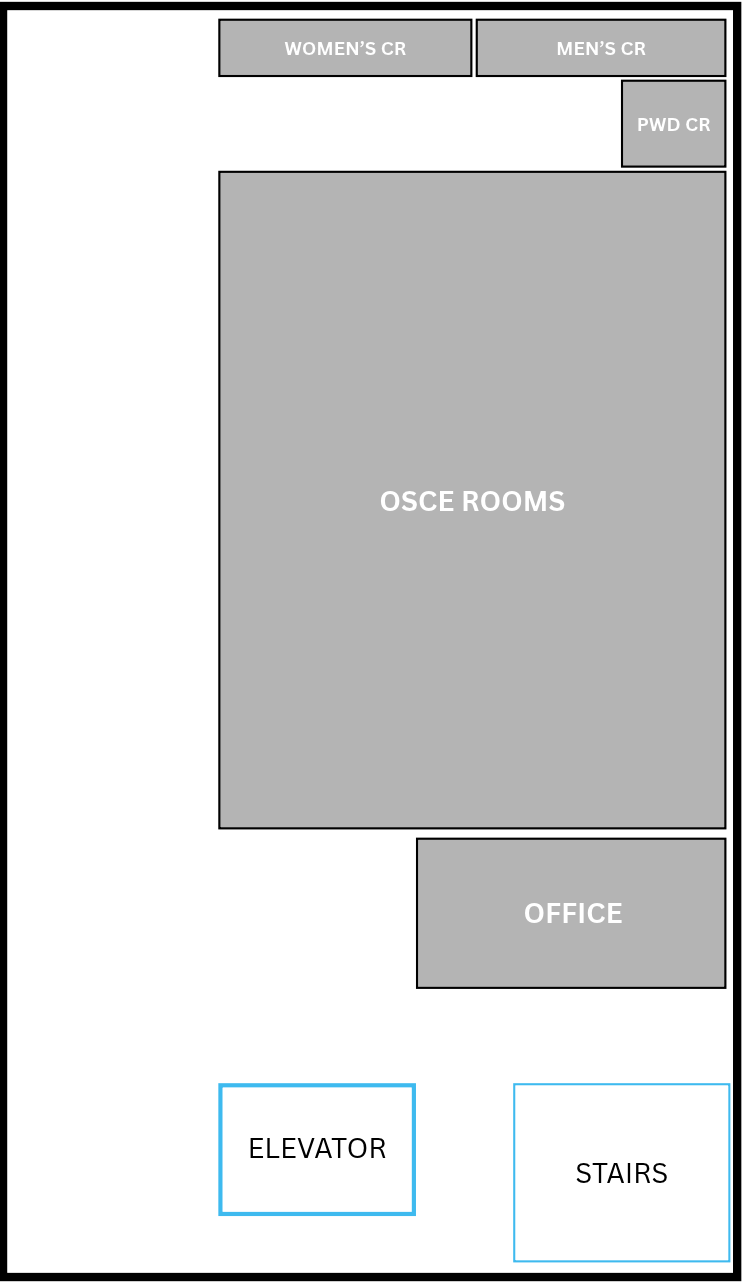 WOMEN’S CR
MEN’S CR
PWD CR
OSCE ROOMS
OFFICE
ELEVATOR
STAIRS